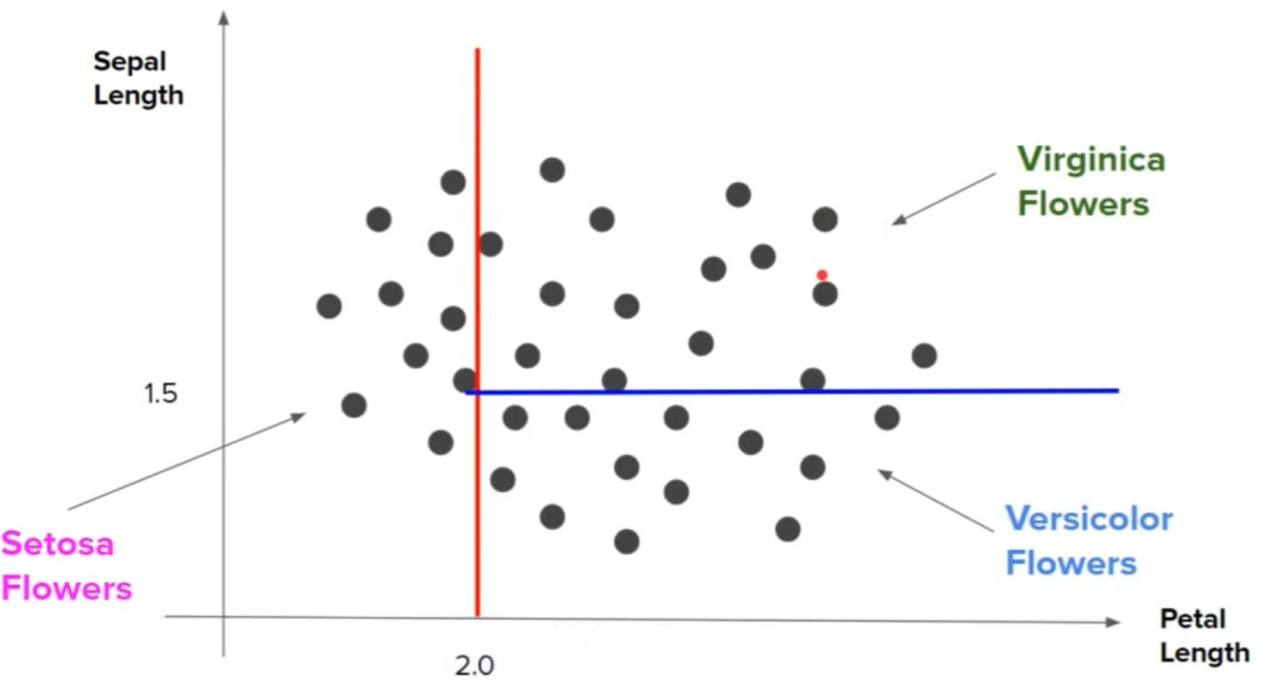 Sepal
Length
Virginica
Flowers
1.5
Setosa
Flowers
Versicolor
Flowers
Petal
Length
2.0